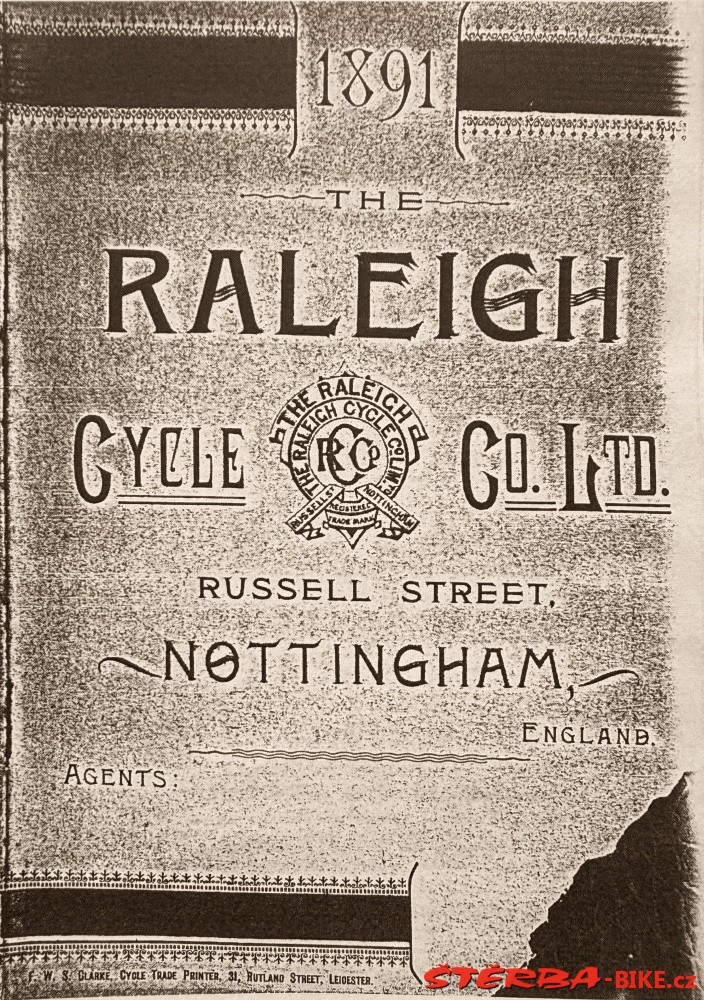 1891
THE
RALEIGH
THE RALEIGH
THE RALEIGH CYCLE CO. LIM'D
RCCo
CYCLE
CO. LTD.
RUSSELL ST
NOTTINGHAM
REGISTERED
TRADE MARK
RUSSELL STREET,
NOTTINGHAM,
ENGLAND.
AGENTS:
F. W. S. CLARKE, CYCLE TRADE PRINTER, 31, RUTLAND STREET, LEICESTER.
ŠTĚRBA-BIKE.cz